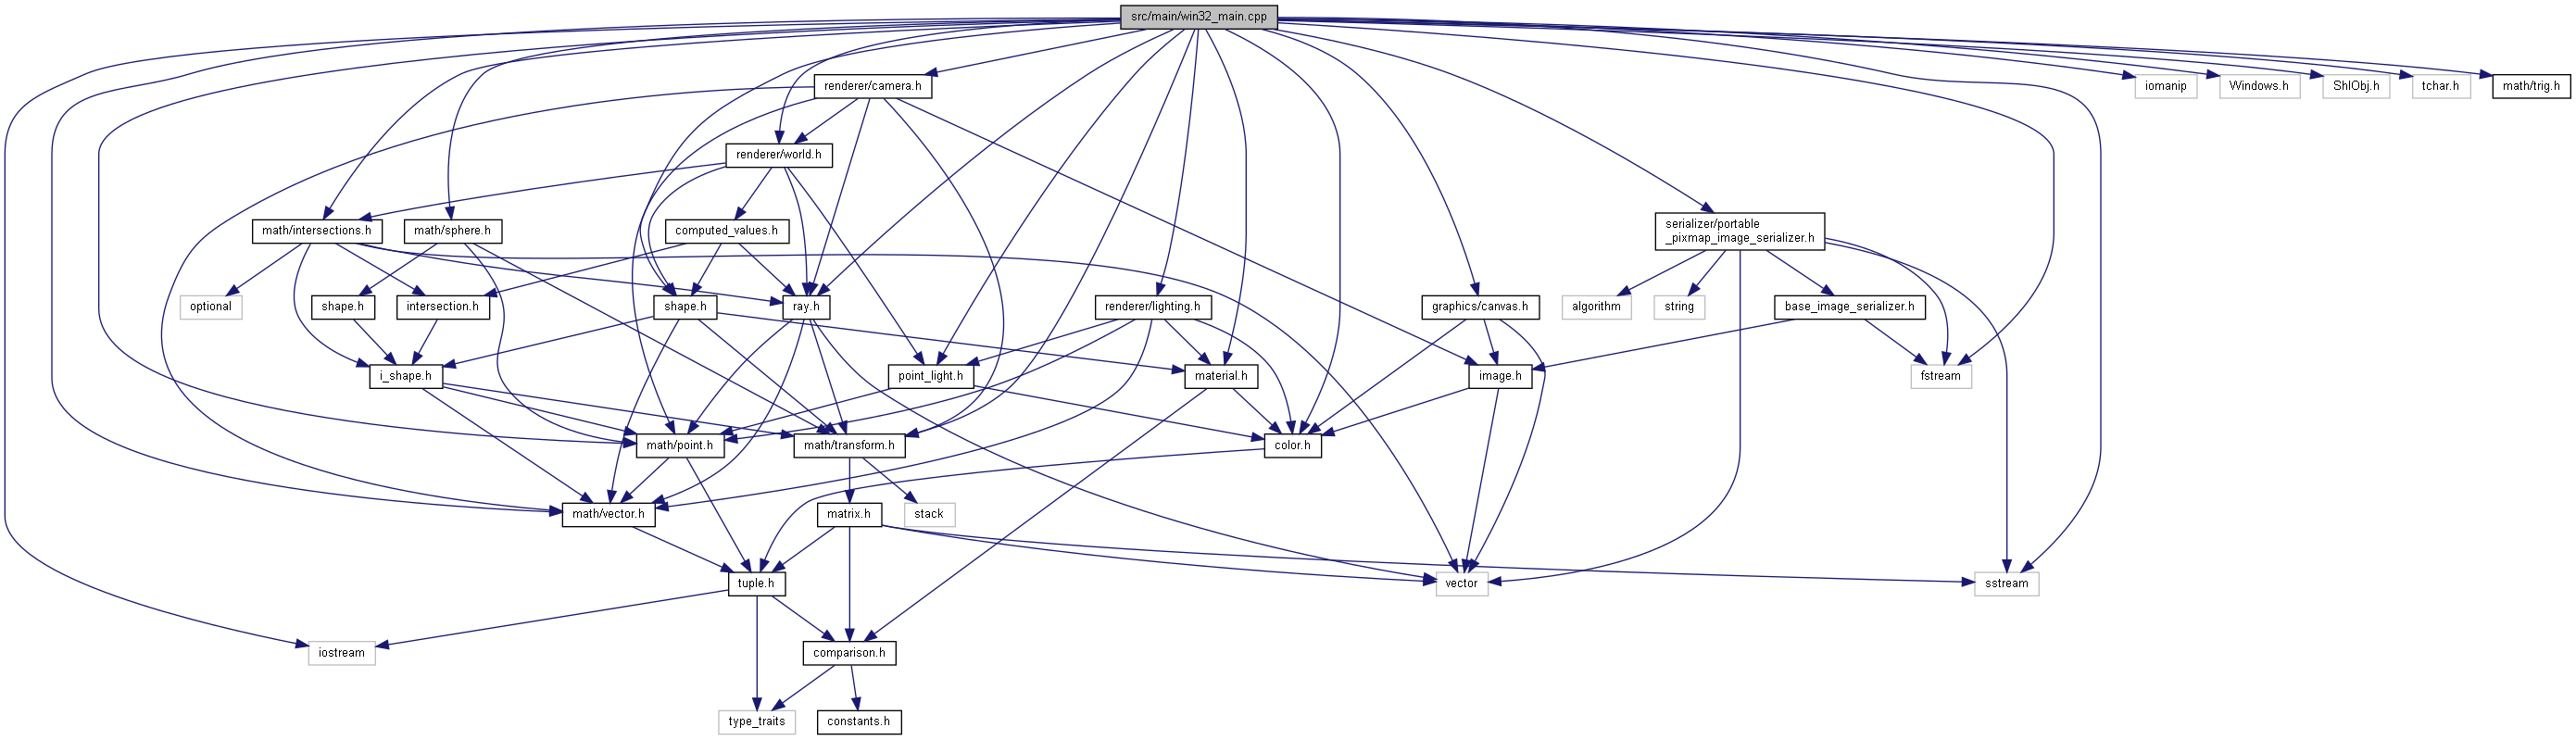 src/main/win32_main.cpp
renderer/camera.h
iomanip
Windows.h
ShlObj.h
tchar.h
math/trig.h
renderer/world.h
math/intersections.h
math/sphere.h
computed_values.h
serializer/portable
_pixmap_image_serializer.h
optional
shape.h
intersection.h
shape.h
ray.h
renderer/lighting.h
graphics/canvas.h
algorithm
string
base_image_serializer.h
i_shape.h
point_light.h
material.h
image.h
fstream
math/point.h
math/transform.h
color.h
math/vector.h
matrix.h
stack
tuple.h
vector
sstream
iostream
comparison.h
type_traits
constants.h